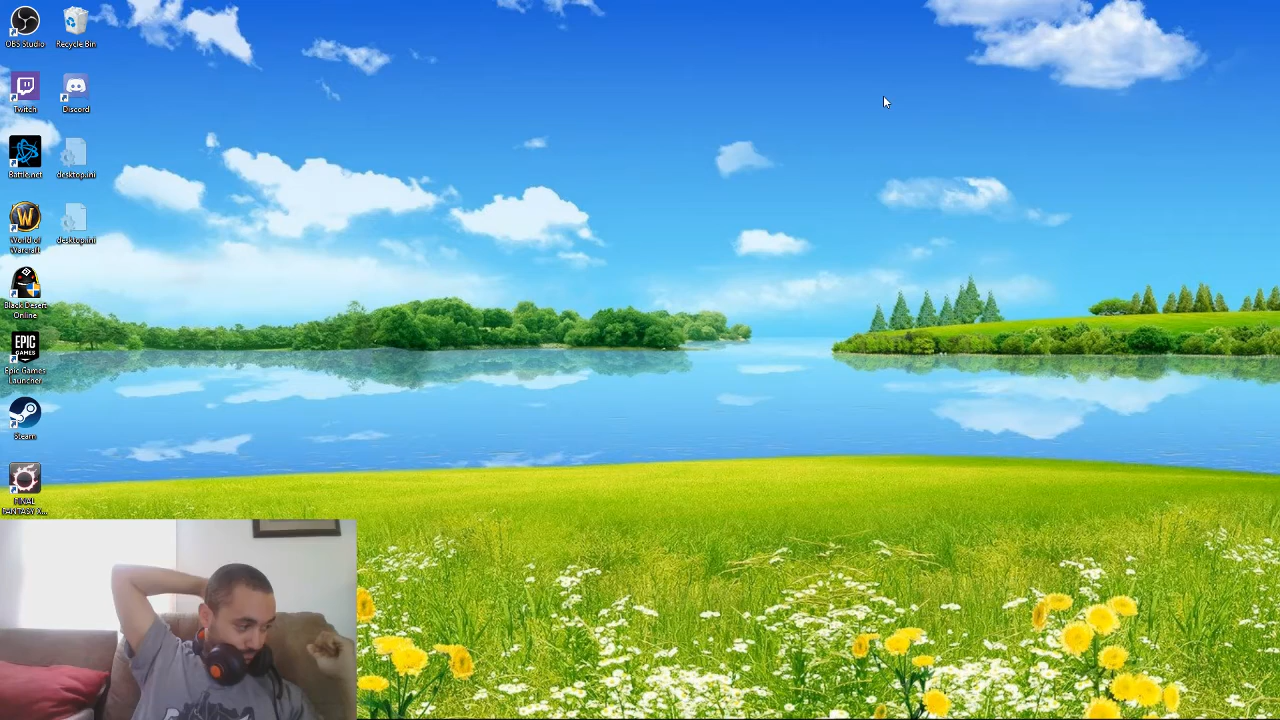 OBS Studio
Recycle Bin
Twitch
Discord
Battle.net
desktop.ini
World of
Warcraft
desktop.ini
Black Desert
Online
EPIC
GAMES
Epic Games
Launcher
Steam
FINAL
FANTASY X...